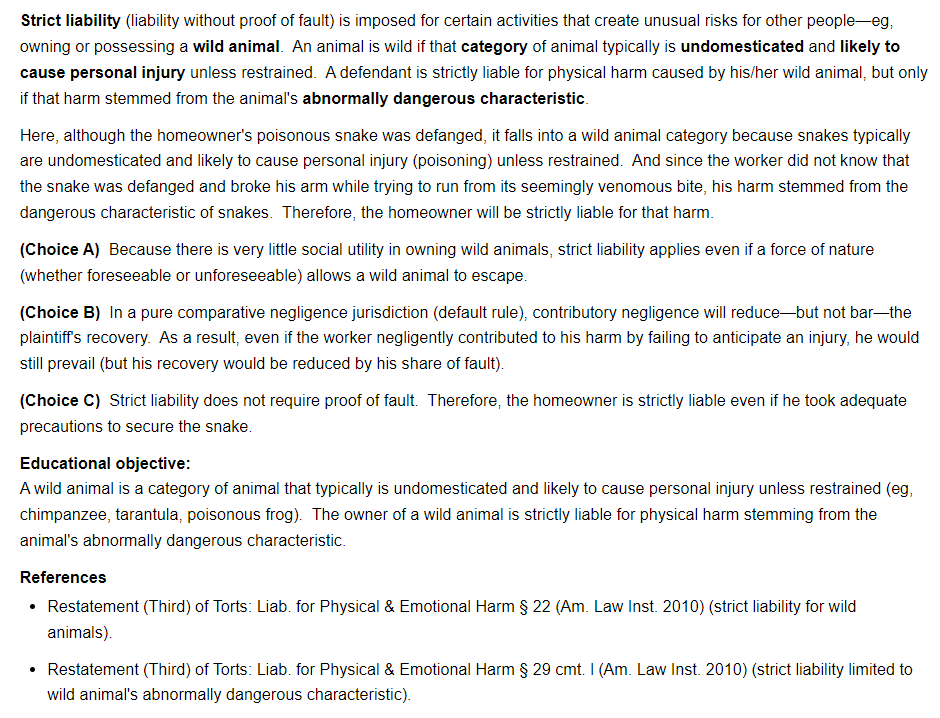 Strict liability (liability without proof of fault) is imposed for certain activities that create unusual risks for other people—eg,
owning or possessing a wild animal.  An animal is wild if that category of animal typically is undomesticated and likely to
cause personal injury unless restrained.  A defendant is strictly liable for physical harm caused by his/her wild animal, but only
if that harm stemmed from the animal's abnormally dangerous characteristic.
Here, although the homeowner's poisonous snake was defanged, it falls into a wild animal category because snakes typically
are undomesticated and likely to cause personal injury (poisoning) unless restrained.  And since the worker did not know that
the snake was defanged and broke his arm while trying to run from its seemingly venomous bite, his harm stemmed from the
dangerous characteristic of snakes.  Therefore, the homeowner will be strictly liable for that harm.
(Choice A)  Because there is very little social utility in owning wild animals, strict liability applies even if a force of nature
(whether foreseeable or unforeseeable) allows a wild animal to escape.
(Choice B)  In a pure comparative negligence jurisdiction (default rule), contributory negligence will reduce—but not bar—the
plaintiff's recovery.  As a result, even if the worker negligently contributed to his harm by failing to anticipate an injury, he would
still prevail (but his recovery would be reduced by his share of fault).
(Choice C)  Strict liability does not require proof of fault.  Therefore, the homeowner is strictly liable even if he took adequate
precautions to secure the snake.
Educational objective:
A wild animal is a category of animal that typically is undomesticated and likely to cause personal injury unless restrained (eg,
chimpanzee, tarantula, poisonous frog).  The owner of a wild animal is strictly liable for physical harm stemming from the
animal's abnormally dangerous characteristic.
References
• Restatement (Third) of Torts: Liab. for Physical & Emotional Harm § 22 (Am. Law Inst. 2010) (strict liability for wild
animals).
• Restatement (Third) of Torts: Liab. for Physical & Emotional Harm § 29 cmt. l (Am. Law Inst. 2010) (strict liability limited to
wild animal's abnormally dangerous characteristic).